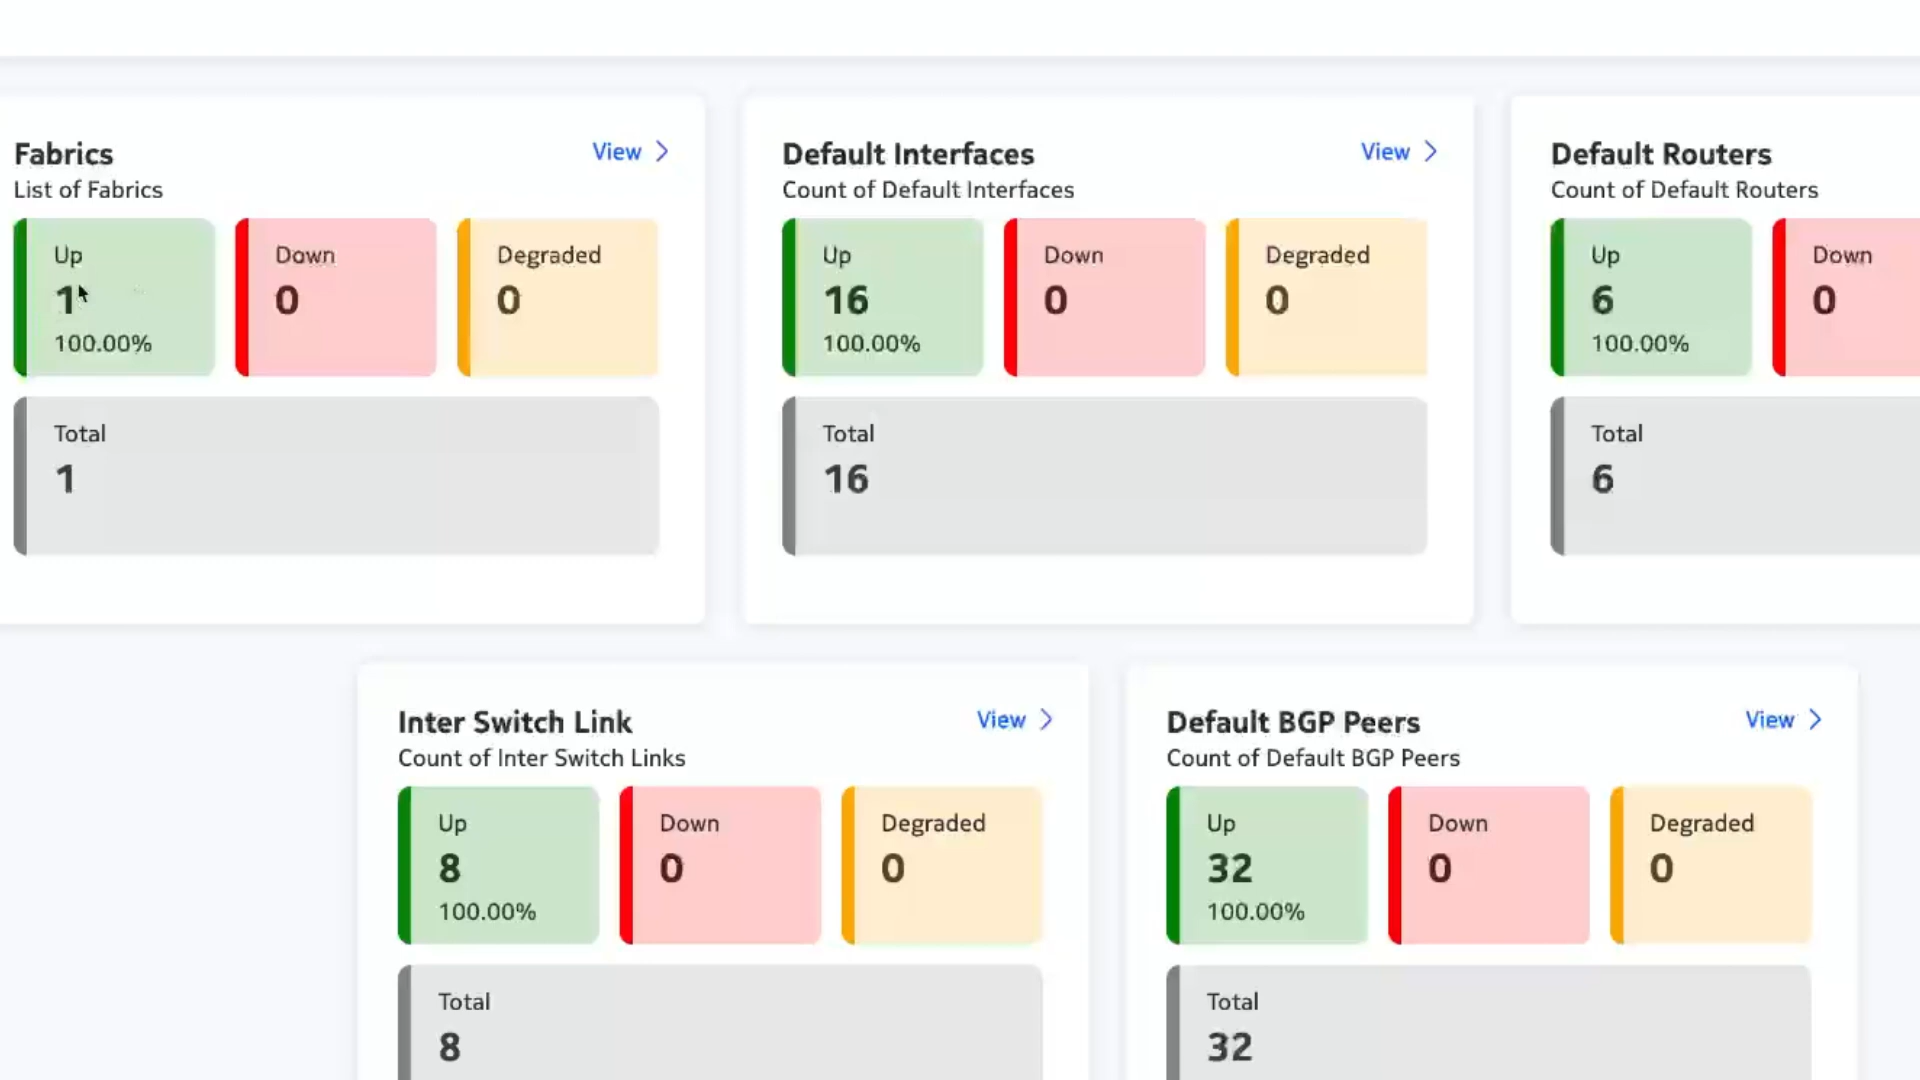 Fabrics
View
List of Fabrics
Up
1
100.00%
Down
0
Degraded
0
Total
1
Default Interfaces
View
Count of Default Interfaces
Up
16
100.00%
Down
0
Degraded
0
Total
16
Default Routers
Count of Default Routers
Up
6
100.00%
Down
0
Total
6
Inter Switch Link
View
Count of Inter Switch Links
Up
8
100.00%
Down
0
Degraded
0
Total
8
Default BGP Peers
View
Count of Default BGP Peers
Up
32
100.00%
Down
0
Degraded
0
Total
32